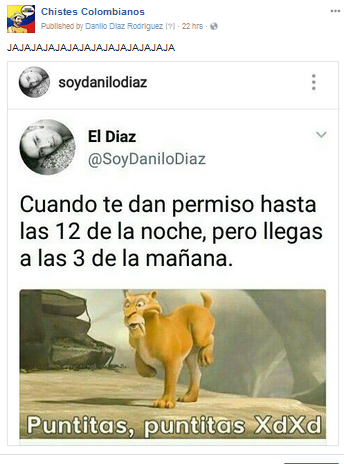 Chistes Colombianos
Published by Danilo Diaz Rodriguez [?] · 22 hrs ·
JAJAJAJAJAJAJAJAJAJAJAJAJAJA
soydanilodiaz
El Diaz
@SoyDaniloDiaz
Cuando te dan permiso hasta
las 12 de la noche, pero llegas
a las 3 de la mañana.
Puntitas, puntitas XdXd